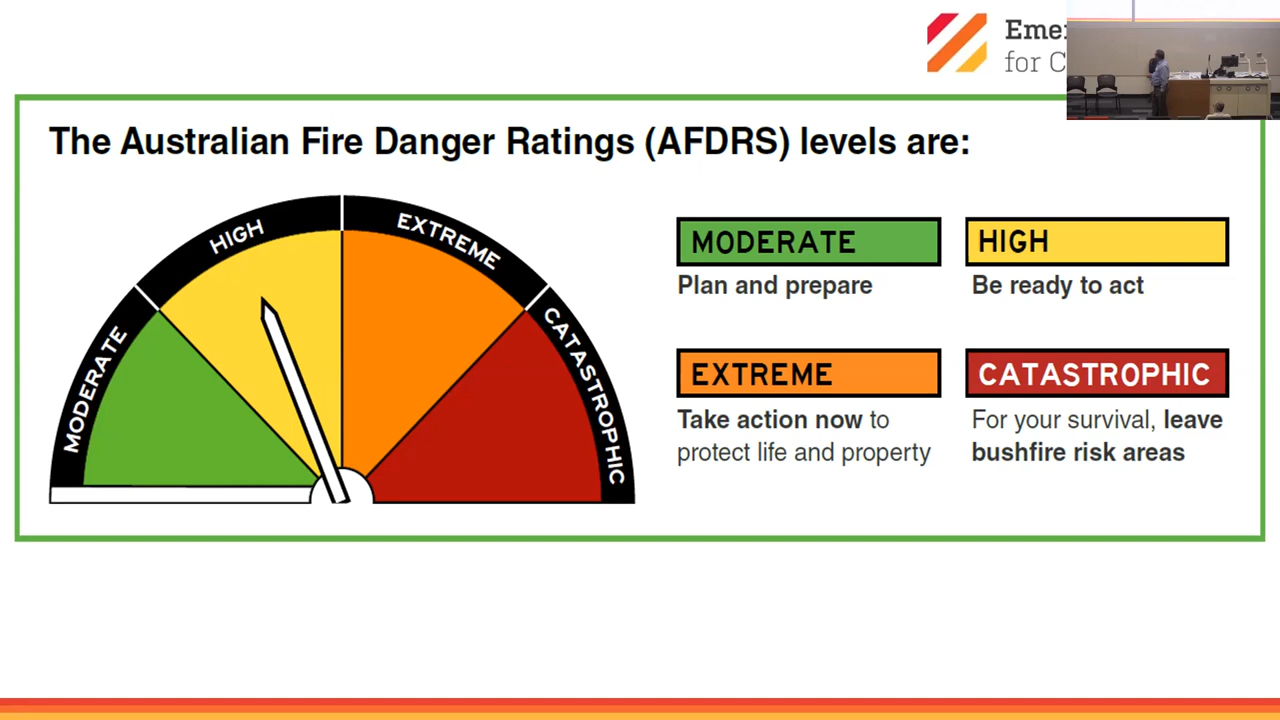 for C
The Australian Fire Danger Ratings (AFDRS) levels are:
MODERATE
HIGH
EXTREME
CATASTROPHIC
MODERATE
Plan and prepare
HIGH
Be ready to act
EXTREME
Take action now to
protect life and property
CATASTROPHIC
For your survival, leave
bushfire risk areas